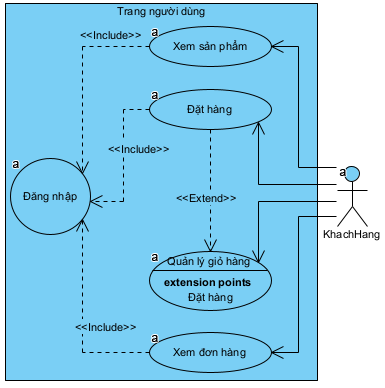 Trang người dùng
a
<<Include>>
Xem sản phẩm
a
Đặt hàng
<<Include>>
a
Đăng nhập
a
KhachHang
<<Extend>>
a
Quản lý giỏ hàng
extension points
Đặt hàng
<<Include>>
a
Xem đơn hàng